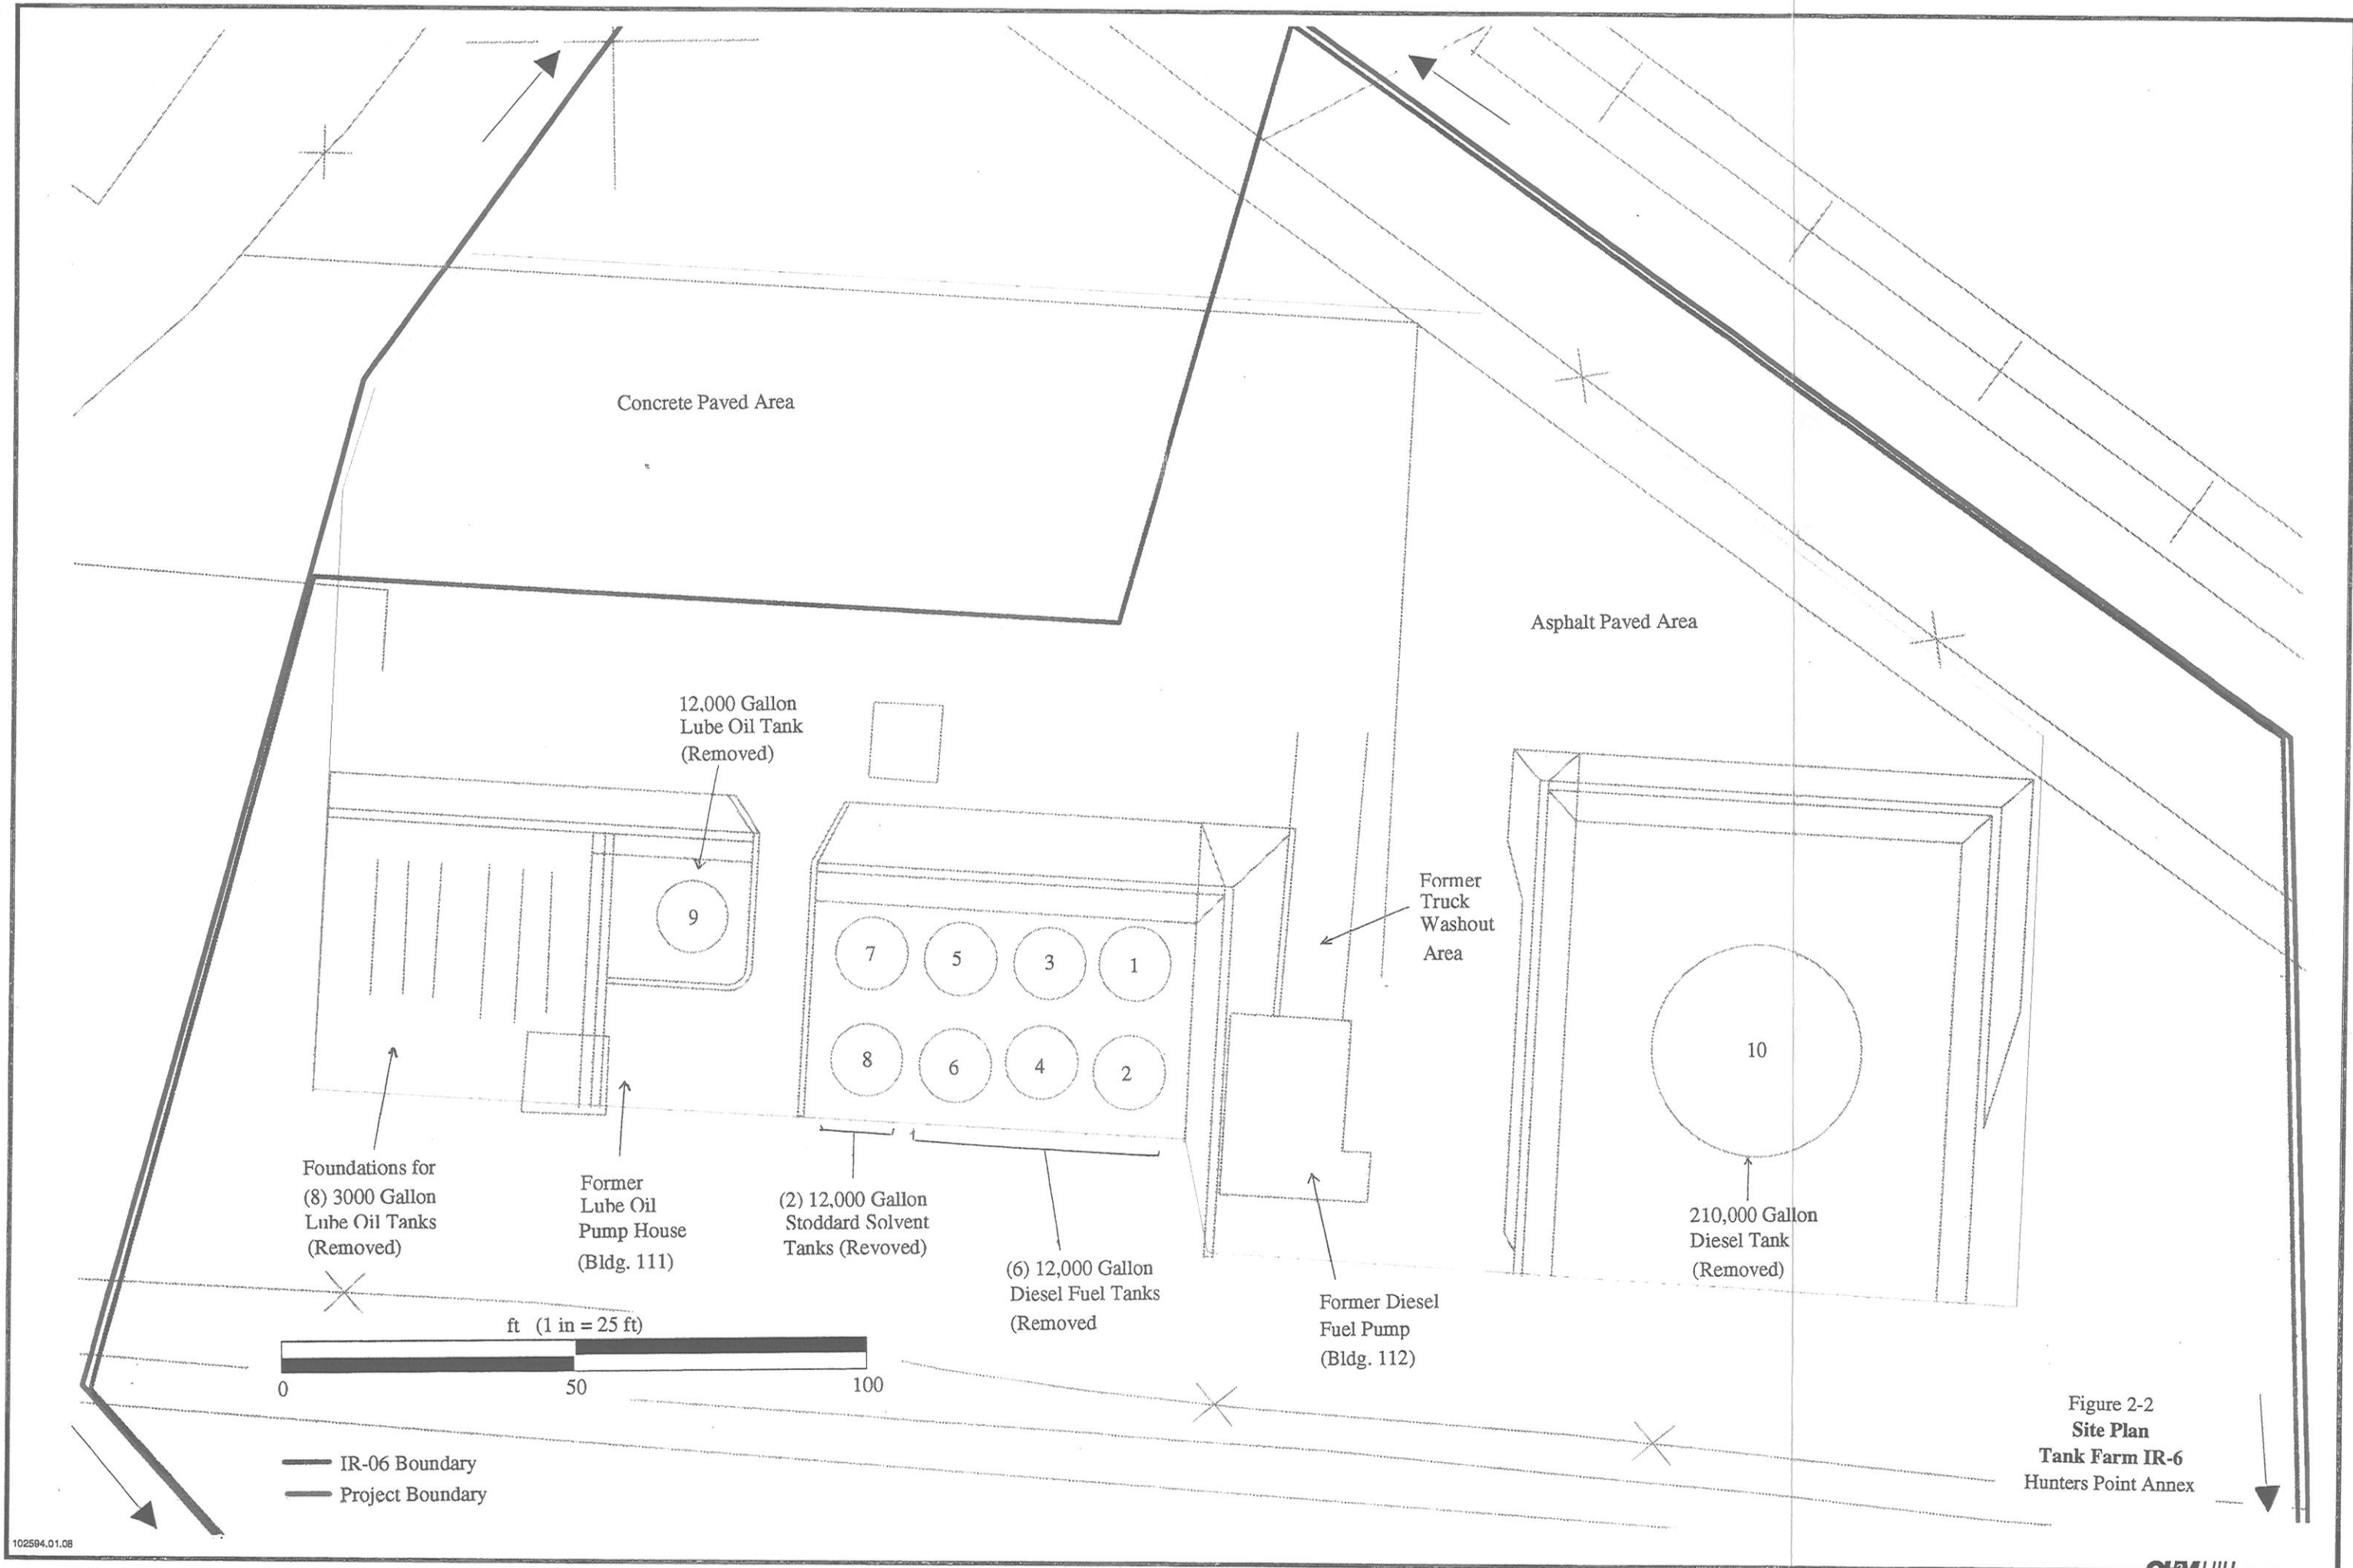 Concrete Paved Area
Asphalt Paved Area
12,000 Gallon
Lube Oil Tank
(Removed)
9
7
5
3
1
8
6
4
2
10
Former
Truck
Washout
Area
Foundations for
(8) 3000 Gallon
Lube Oil Tanks
(Removed)
Former
Lube Oil
Pump House
(Bldg. 111)
(2) 12,000 Gallon
Stoddard Solvent
Tanks (Revoved)
(6) 12,000 Gallon
Diesel Fuel Tanks
(Removed
Former Diesel
Fuel Pump
(Bldg. 112)
210,000 Gallon
Diesel Tank
(Removed)
ft (1 in = 25 ft)
0 50 100
IR-06 Boundary
Project Boundary
Figure 2-2
Site Plan
Tank Farm IR-6
Hunters Point Annex
102594.01.08